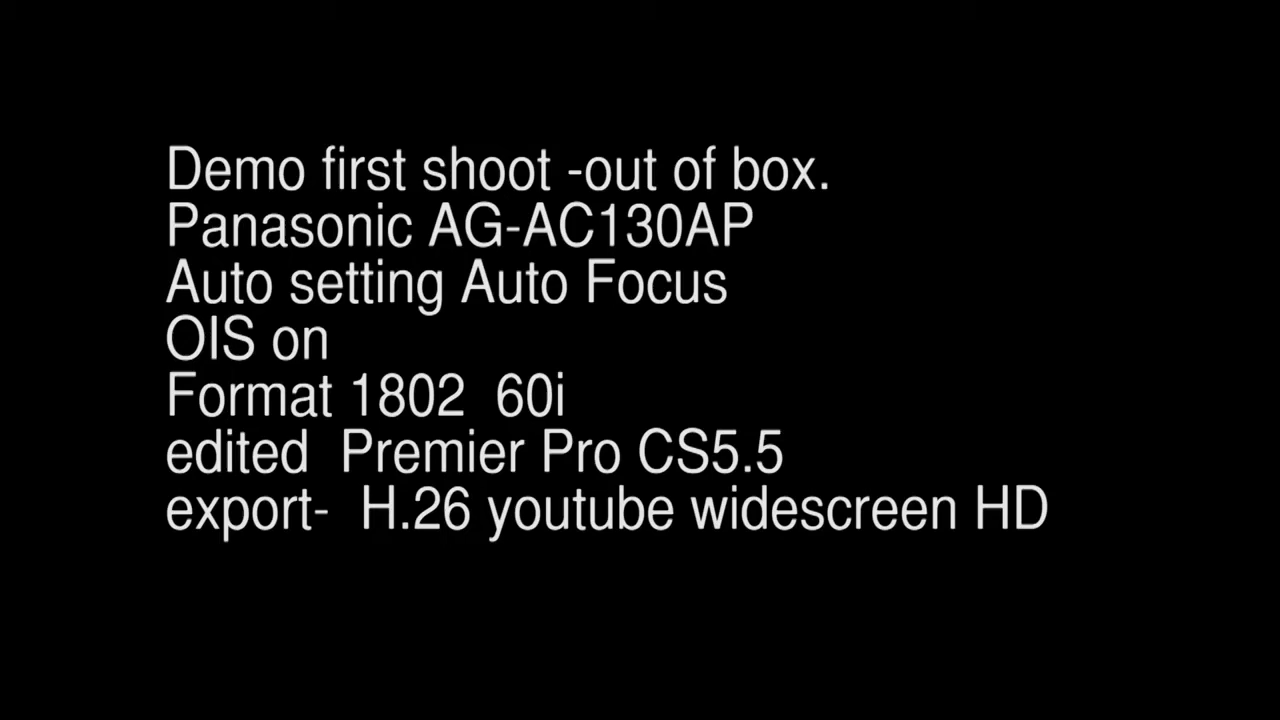 Demo first shoot -out of box.
Panasonic AG-AC130AP
Auto setting Auto Focus
OIS on
Format 1802  60i
edited  Premier Pro CS5.5
export-  H.26 youtube widescreen HD